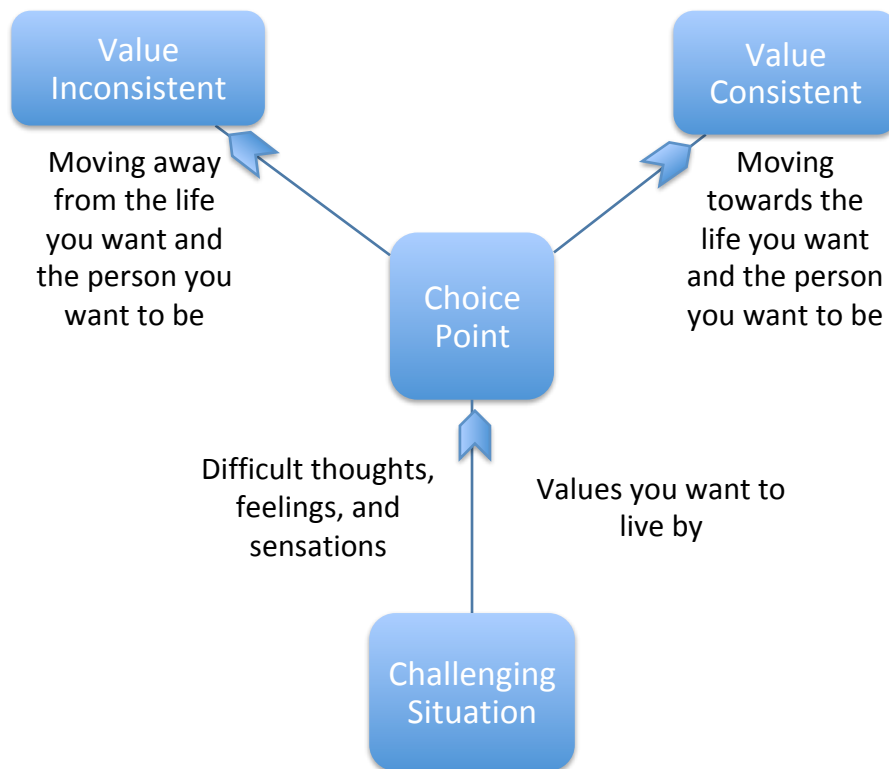 Value
Inconsistent
Value
Consistent
Moving away
from the life
you want and
the person you
want to be
Moving
towards the
life you want
and the person
you want to be
Choice
Point
Difficult thoughts,
feelings, and
sensations
Values you want to
live by
Challenging
Situation